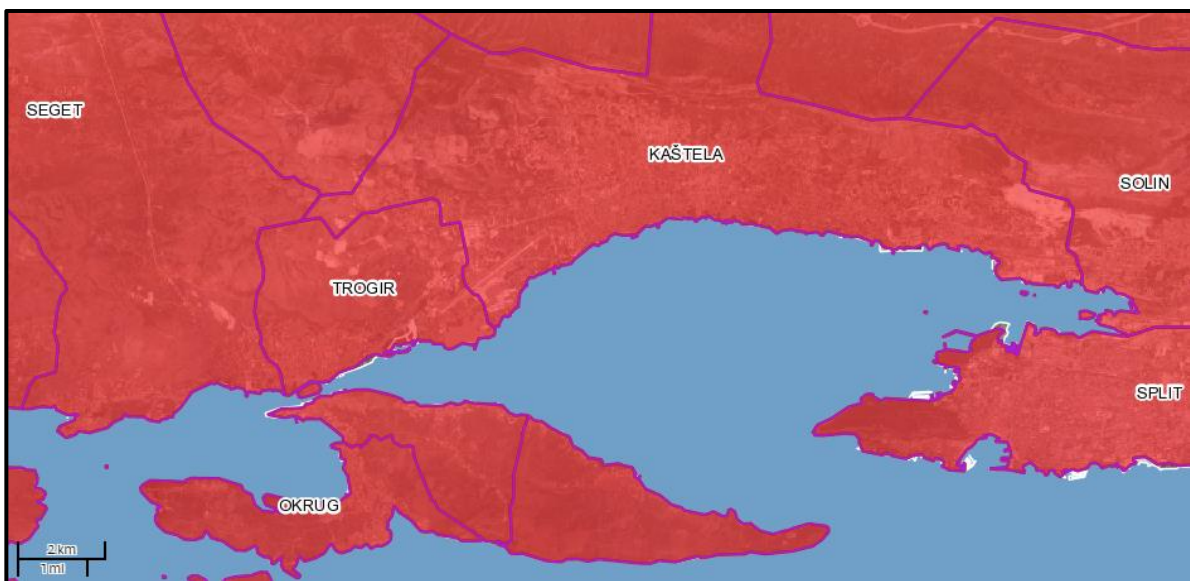 SEGET
KAŠTELA
SOLIN
TROGIR
SPLIT
OKRUG
2 km
1 mi